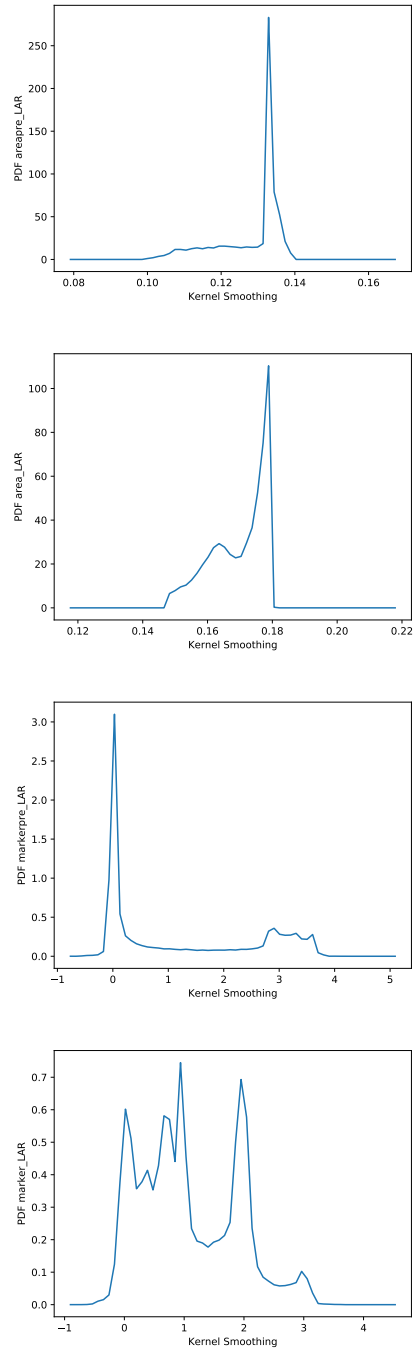 250
200
150
100
50
0
PDF areapre_LAR
0.08 0.10 0.12 0.14 0.16
Kernel Smoothing
100
80
60
40
20
0
PDF area_LAR
0.12 0.14 0.16 0.18 0.20 0.22
Kernel Smoothing
3.0
2.5
2.0
1.5
1.0
0.5
0.0
PDF markerpre_LAR
−1 0 1 2 3 4 5
Kernel Smoothing
0.7
0.6
0.5
0.4
0.3
0.2
0.1
0.0
PDF marker_LAR
−1 0 1 2 3 4
Kernel Smoothing